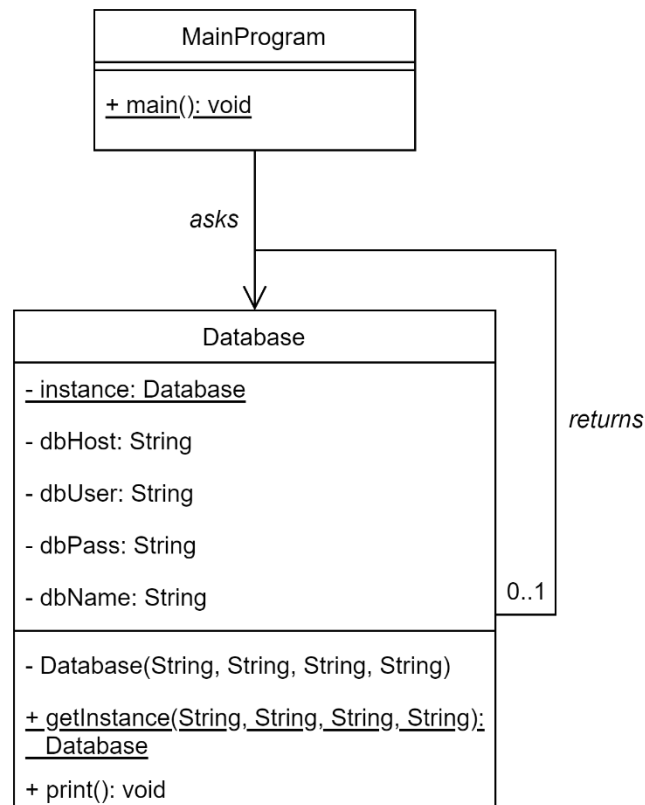 MainProgram
+ main(): void
asks
Database
- instance: Database
- dbHost: String
returns
- dbUser: String
- dbPass: String
- dbName: String
0..1
- Database(String, String, String, String)
+ getInstance(String, String, String, String):
Database
+ print(): void